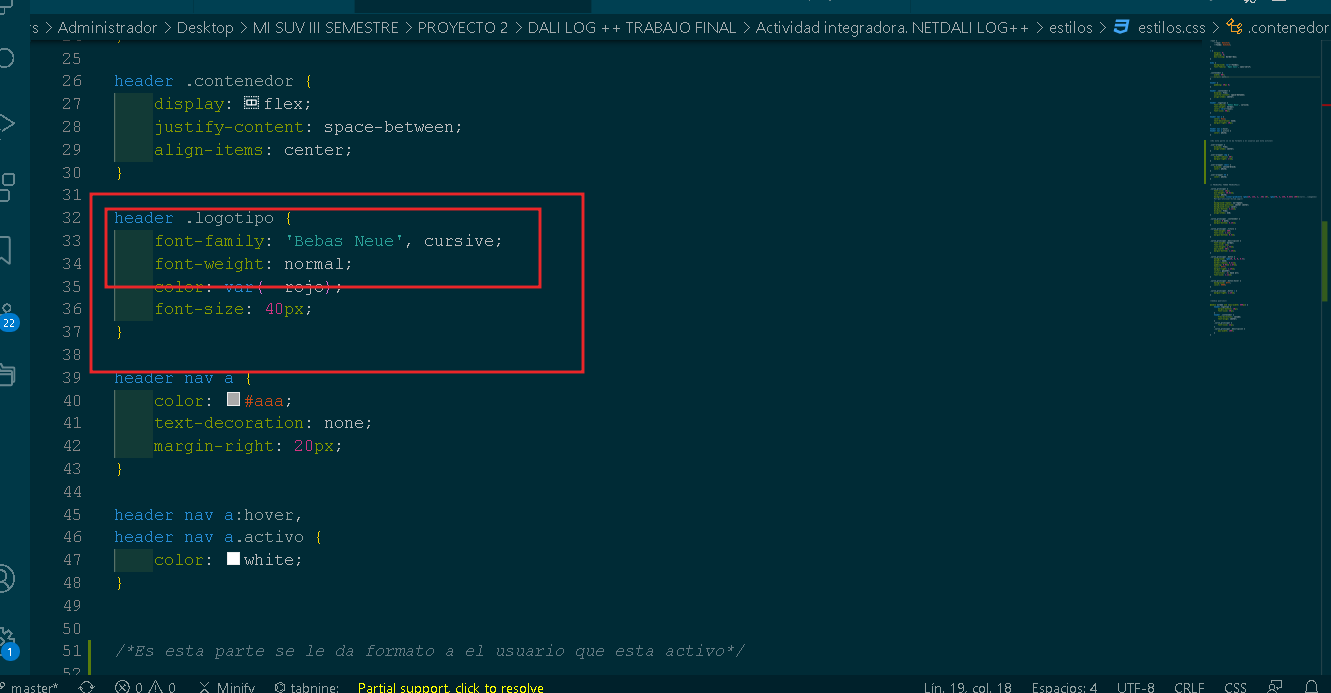 s > Administrador > Desktop > MI SUV III SEMESTRE > PROYECTO 2 > DALI LOG ++ TRABAJO FINAL > Actividad integradora. NETDALI LOG++ > estilos > estilos.css > .contenedor
25
26 header .contenedor {
27 display: flex;
28 justify-content: space-between;
29 align-items: center;
30 }
31
32 header .logotipo {
33 font-family: 'Bebas Neue', cursive;
34 font-weight: normal;
35 color: var(--rojo);
36 font-size: 40px;
37 }
38
39 header nav a {
40 color: #aaa;
41 text-decoration: none;
42 margin-right: 20px;
43 }
44
45 header nav a:hover,
46 header nav a.activo {
47 color: white;
48 }
49
50
51 /*Es esta parte se le da formato a el usuario que esta activo*/
52
22
1
master* 0 0 Minify tabnine: Partial support, click to resolve Lín. 19, col. 18 Espacios: 4 UTF-8 CRLF CSS